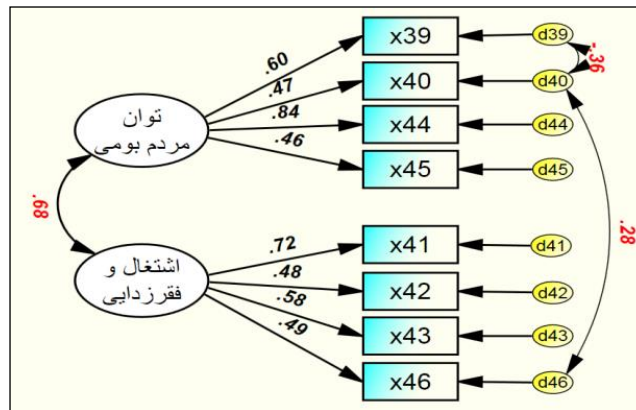 .60
x39
d39
-.36
.47
x40
d40
توان
مردم بومی
.84
x44
d44
.46
x45
d45
.68
.28
.72
x41
d41
اشتغال و
فقرزدایی
.48
x42
d42
.58
x43
d43
.49
x46
d46